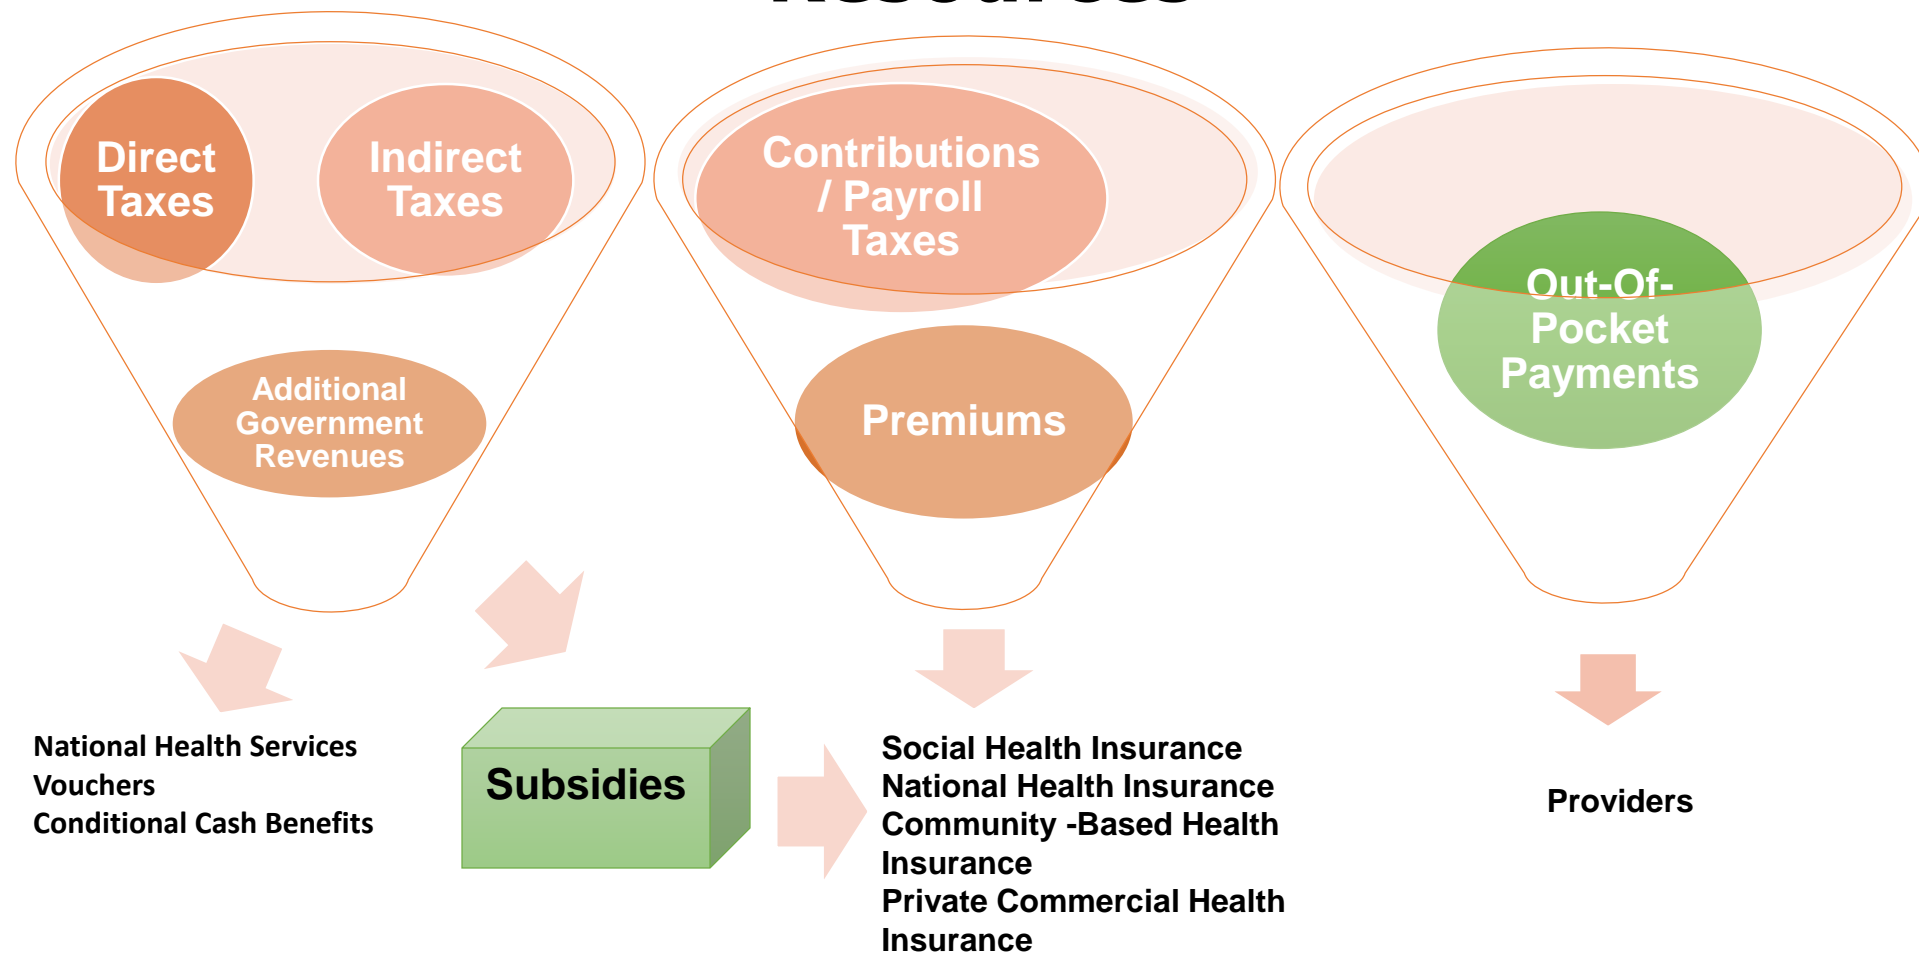 Resources
Direct
Taxes
Indirect
Taxes
Additional
Government
Revenues
Contributions
/ Payroll
Taxes
Premiums
Out-Of-
Pocket
Payments
National Health Services
Vouchers
Conditional Cash Benefits
Subsidies
Social Health Insurance
National Health Insurance
Community -Based Health
Insurance
Private Commercial Health
Insurance
Providers